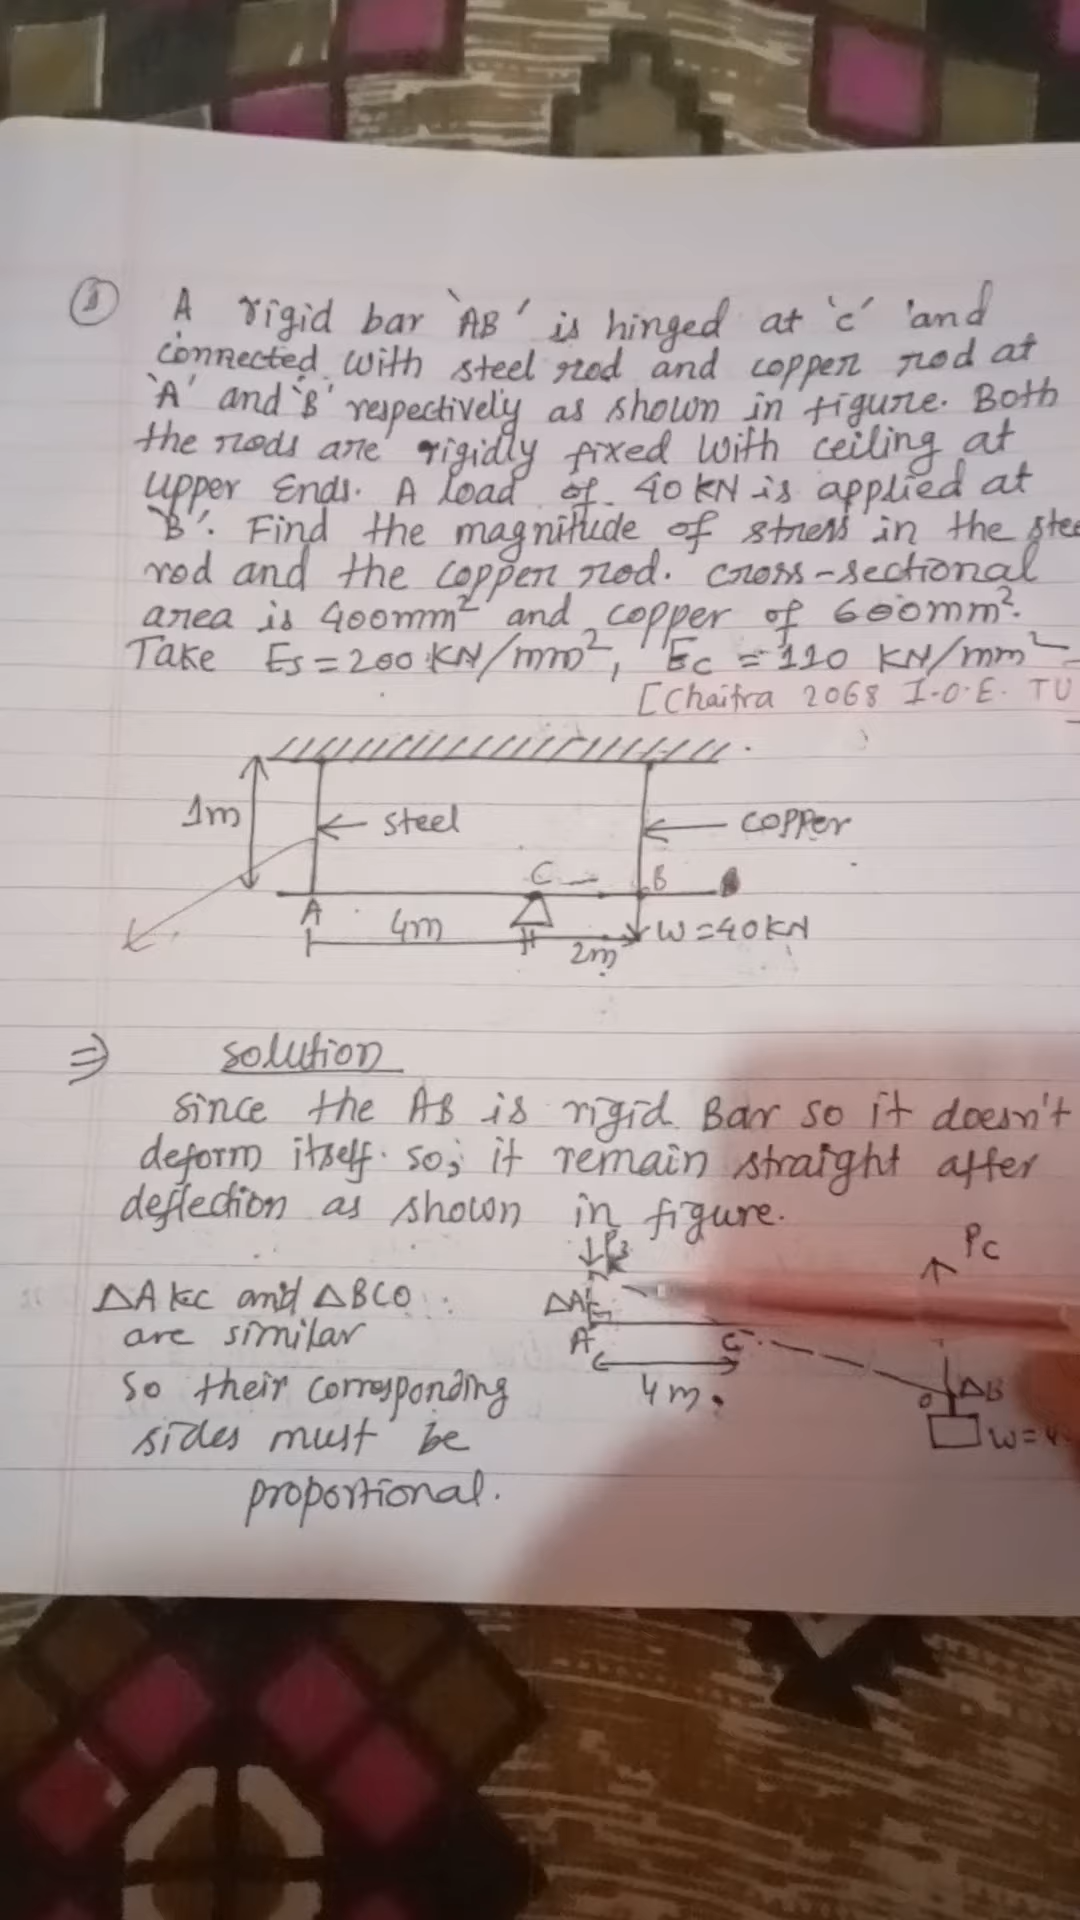 1
A rigid bar `AB' is hinged at 'c' 'and
connected with steel rod and copper rod at
`A' and `B' respectively as shown in figure. Both
the rods are rigidly fixed with ceiling at
upper Ends. A load of 40 KN is applied at
`B'. Find the magnitude of stress in the stee
rod and the copper rod. cross-sectional
area is 400mm² and copper of 600mm².
Take Es = 200 KN/mm², Ec = 110 KN/mm²
[Chaitra 2068 I.O.E. TU
1m
steel
copper
C
B
A
4m
2m
W = 40KN
⇒ solution
Since the AB is rigid Bar so it doesn't
deform itself. so; it remain straight after
deflection as shown in figure.
Pc
K
ΔAKC and ΔBCO
ΔA
are similar
A
C
so their corresponding
4m.
O
ΔB
sides must be
W=4
proportional.